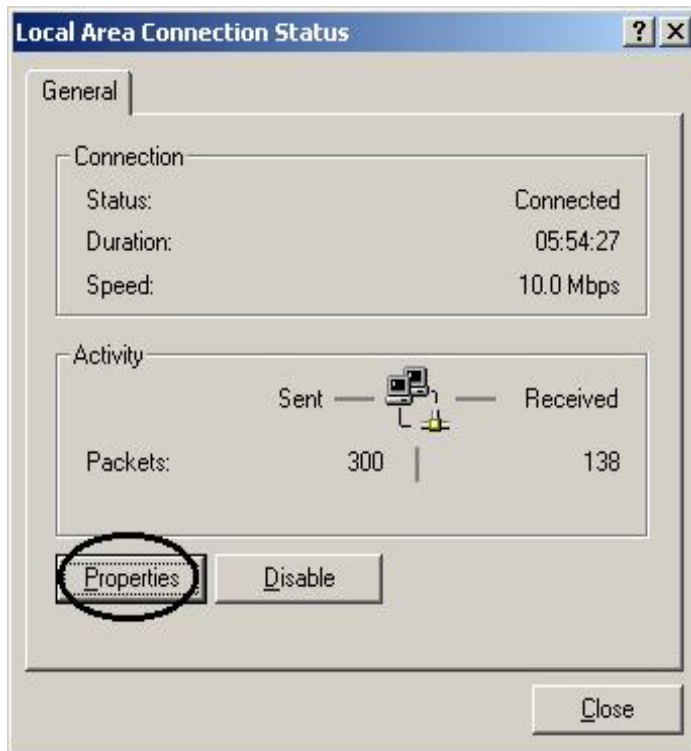 Local Area Connection Status
General
Connection
Status: Connected
Duration: 05:54:27
Speed: 10.0 Mbps
Activity
Sent Received
Packets: 300 138
Properties Disable
Close